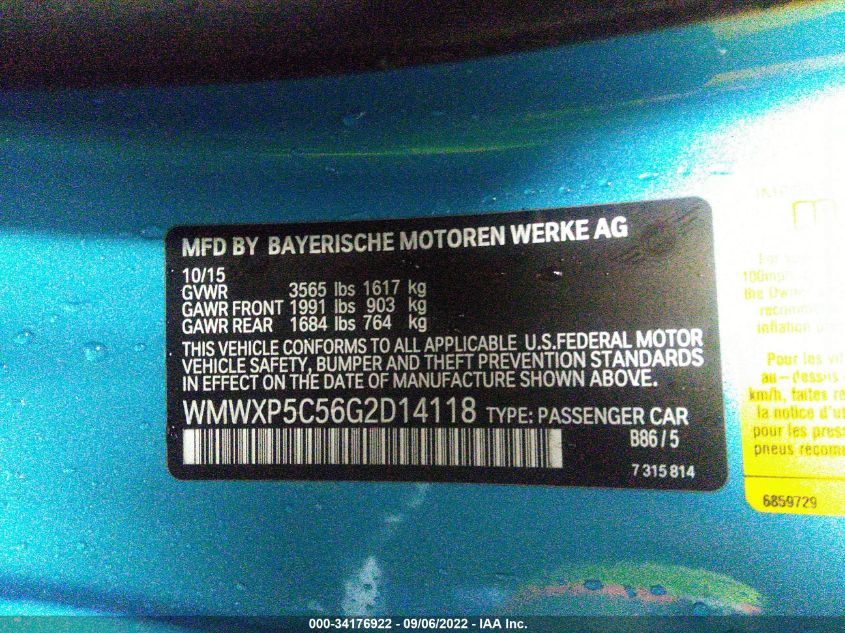 MFD BY BAYERISCHE MOTOREN WERKE AG
10/15
GVWR 3565 lbs 1617 kg
GAWR FRONT 1991 lbs 903 kg
GAWR REAR 1684 lbs 764 kg
THIS VEHICLE CONFORMS TO ALL APPLICABLE U.S.FEDERAL MOTOR
VEHICLE SAFETY, BUMPER AND THEFT PREVENTION STANDARDS
IN EFFECT ON THE DATE OF MANUFACTURE SHOWN ABOVE.
WMWXP5C56G2D14118 TYPE: PASSENGER CAR
B86/5
7 315 814
100mph
the
inflation
Pour les
au-dessus
km/h, faites
la notice d'
pour les
pneus
6859729
000-34176922 - 09/06/2022 - IAA Inc.